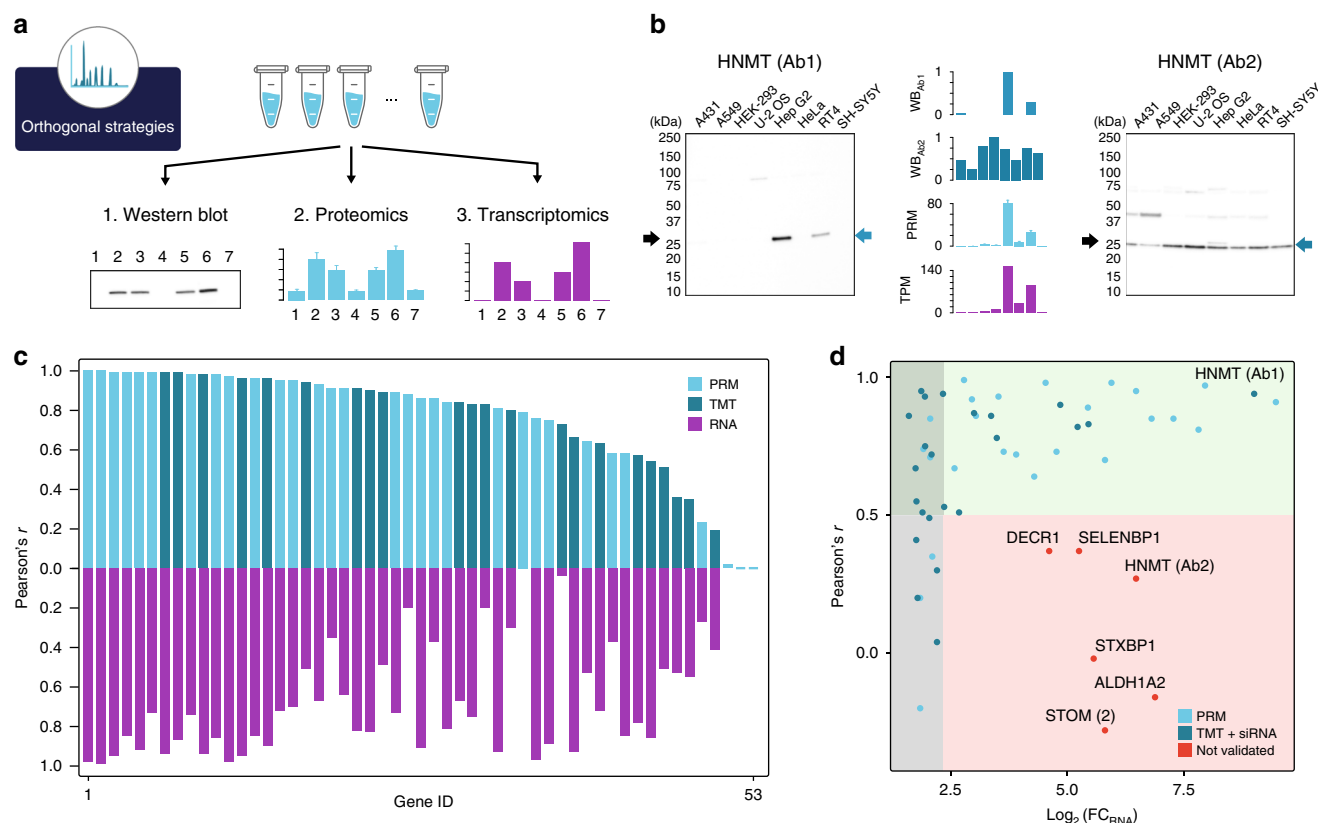 a
Orthogonal strategies
...
1. Western blot
2. Proteomics
3. Transcriptomics
1 2 3 4 5 6 7
1 2 3 4 5 6 7
1 2 3 4 5 6 7
b
HNMT (Ab1)
(kDa)
A431
A549
HEK-293
U-2 OS
Hep G2
HeLa
RT4
SH-SY5Y
250
150
100
75
50
37
25
20
15
10
WBAb1
1
0
WBAb2
1
0
PRM
80
0
TPM
140
0
HNMT (Ab2)
(kDa)
A431
A549
HEK-293
U-2 OS
Hep G2
HeLa
RT4
SH-SY5Y
250
150
100
75
50
37
25
20
15
10
c
Pearson's r
1.0
0.8
0.6
0.4
0.2
0.0
0.2
0.4
0.6
0.8
1.0
PRM
TMT
RNA
1
53
Gene ID
d
Pearson's r
1.0
0.5
0.0
HNMT (Ab1)
DECR1
SELENBP1
HNMT (Ab2)
STXBP1
ALDH1A2
STOM (2)
PRM
TMT + siRNA
Not validated
2.5
5.0
7.5
Log2 (FCRNA)